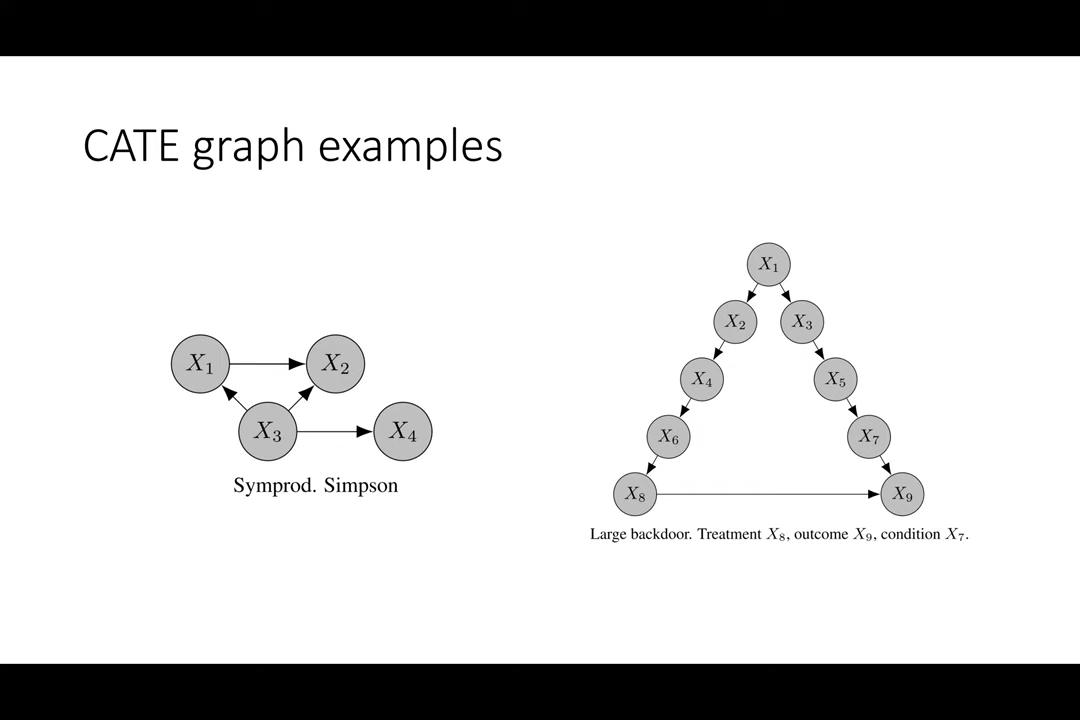 CATE graph examples
X₁ X₂
X₃ X₄
Symprod. Simpson
X₁
X₂ X₃
X₄ X₅
X₆ X₇
X₈ X₉
Large backdoor. Treatment X₈, outcome X₉, condition X₇.